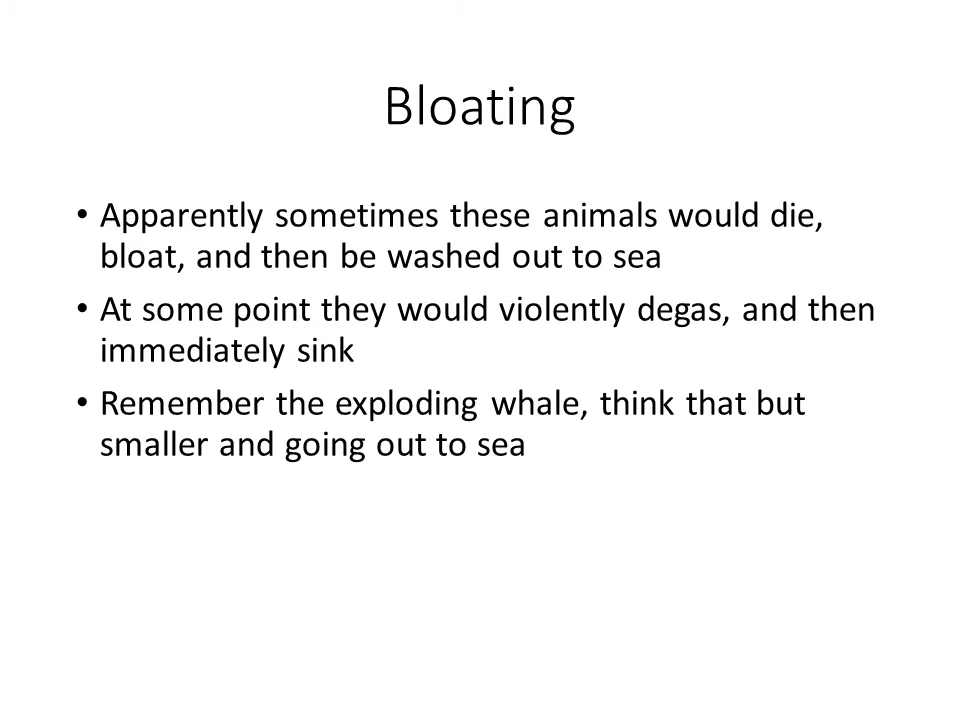 Bloating
• Apparently sometimes these animals would die,
bloat, and then be washed out to sea
• At some point they would violently degas, and then
immediately sink
• Remember the exploding whale, think that but
smaller and going out to sea